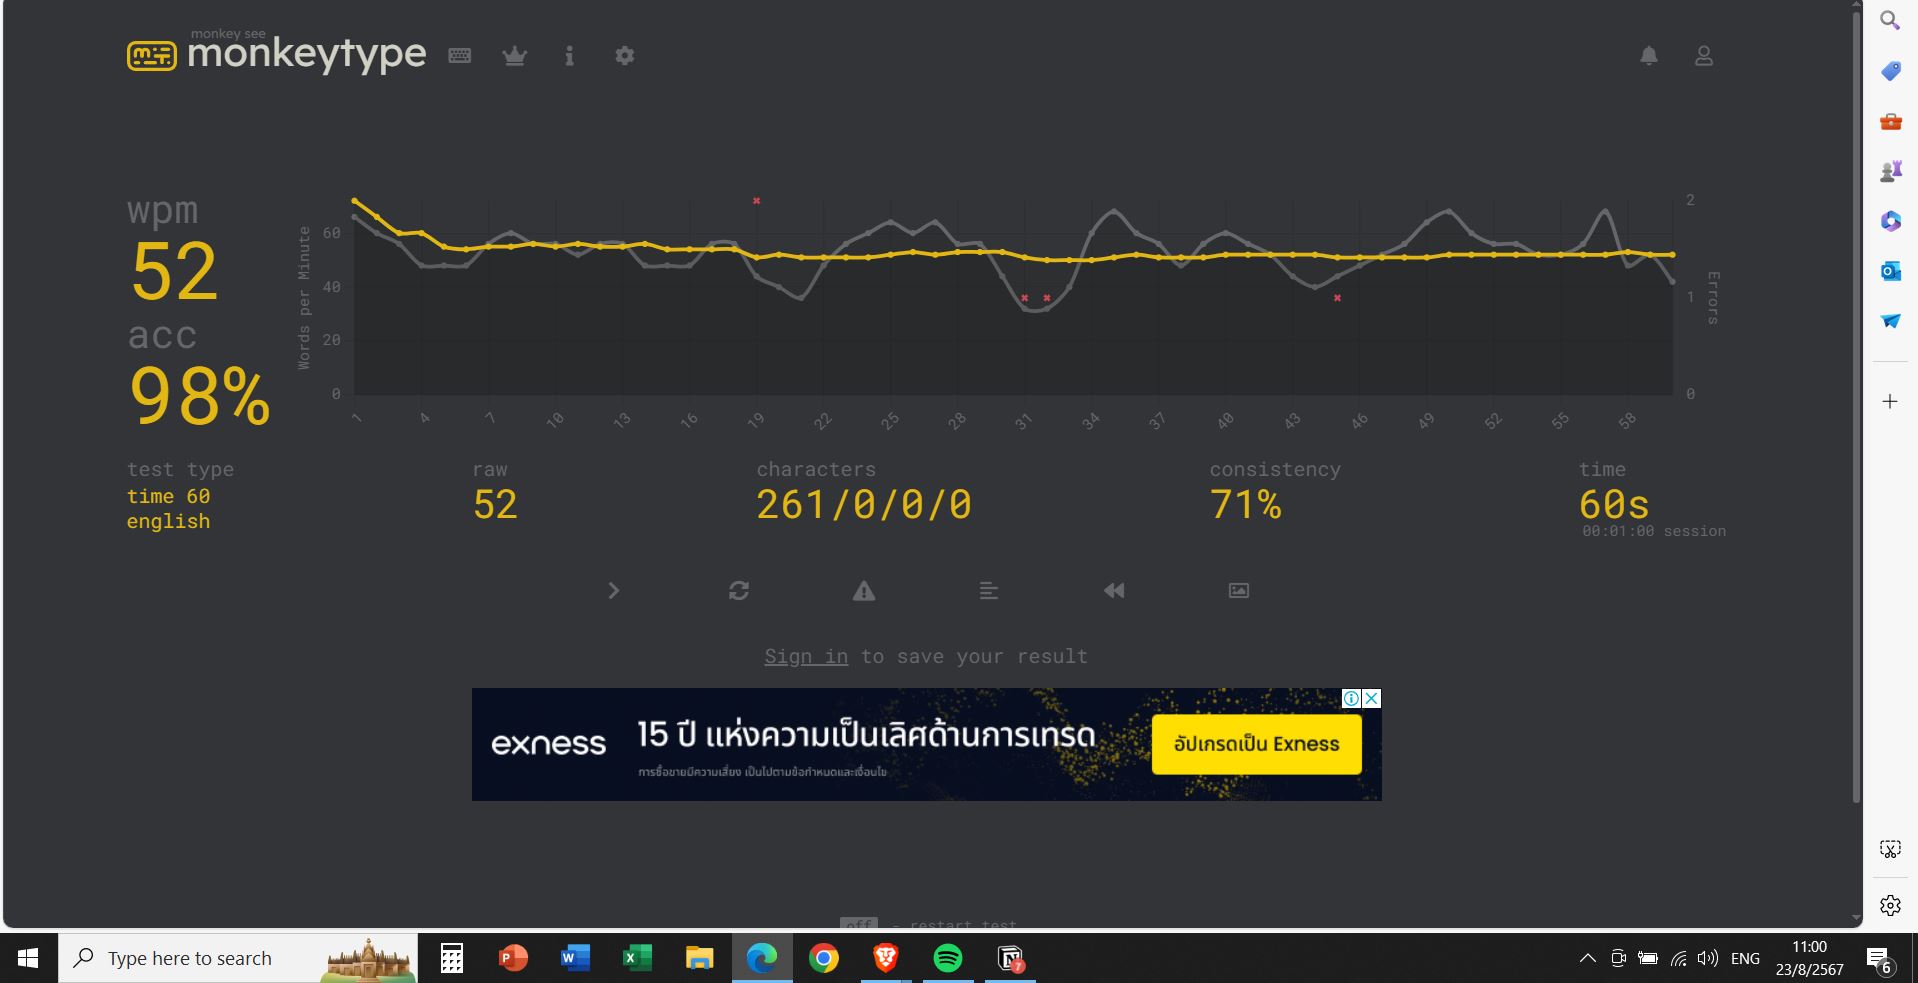 monkey see
monkeytype
wpm
52
acc
98%
Words per Minute
60
40
20
0
2
1
0
Errors
1 4 7 10 13 16 19 22 25 28 31 34 37 40 43 46 49 52 55 58
test type
time 60
english
raw
52
characters
261/0/0/0
consistency
71%
time
60s
00:01:00 session
Sign in to save your result
exness
15 ปี แห่งความเป็นเลิศด้านการเทรด
การซื้อขายมีความเสี่ยง เป็นไปตามข้อกำหนดและเงื่อนไข
อัปเกรดเป็น Exness
off - restart test
Type here to search
ENG
11:00
23/8/2567
7
6